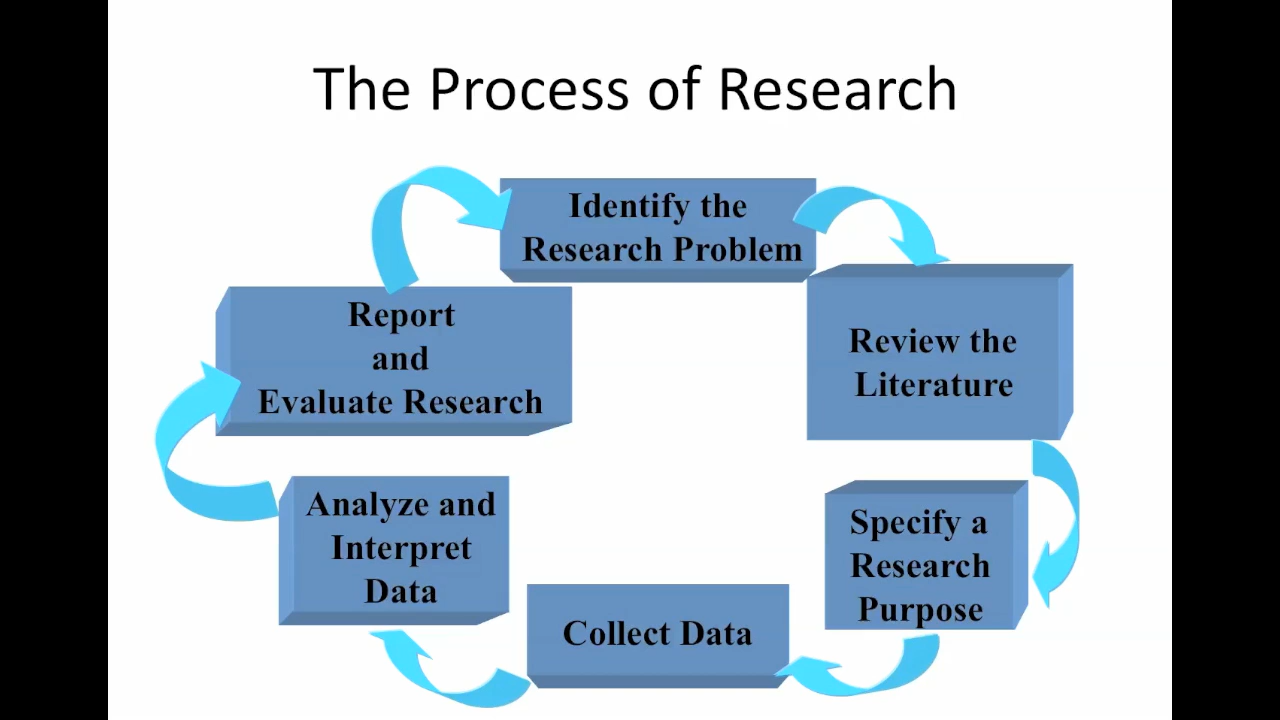 The Process of Research
Identify the
Research Problem
Review the
Literature
Specify a
Research
Purpose
Collect Data
Analyze and
Interpret
Data
Report
and
Evaluate Research